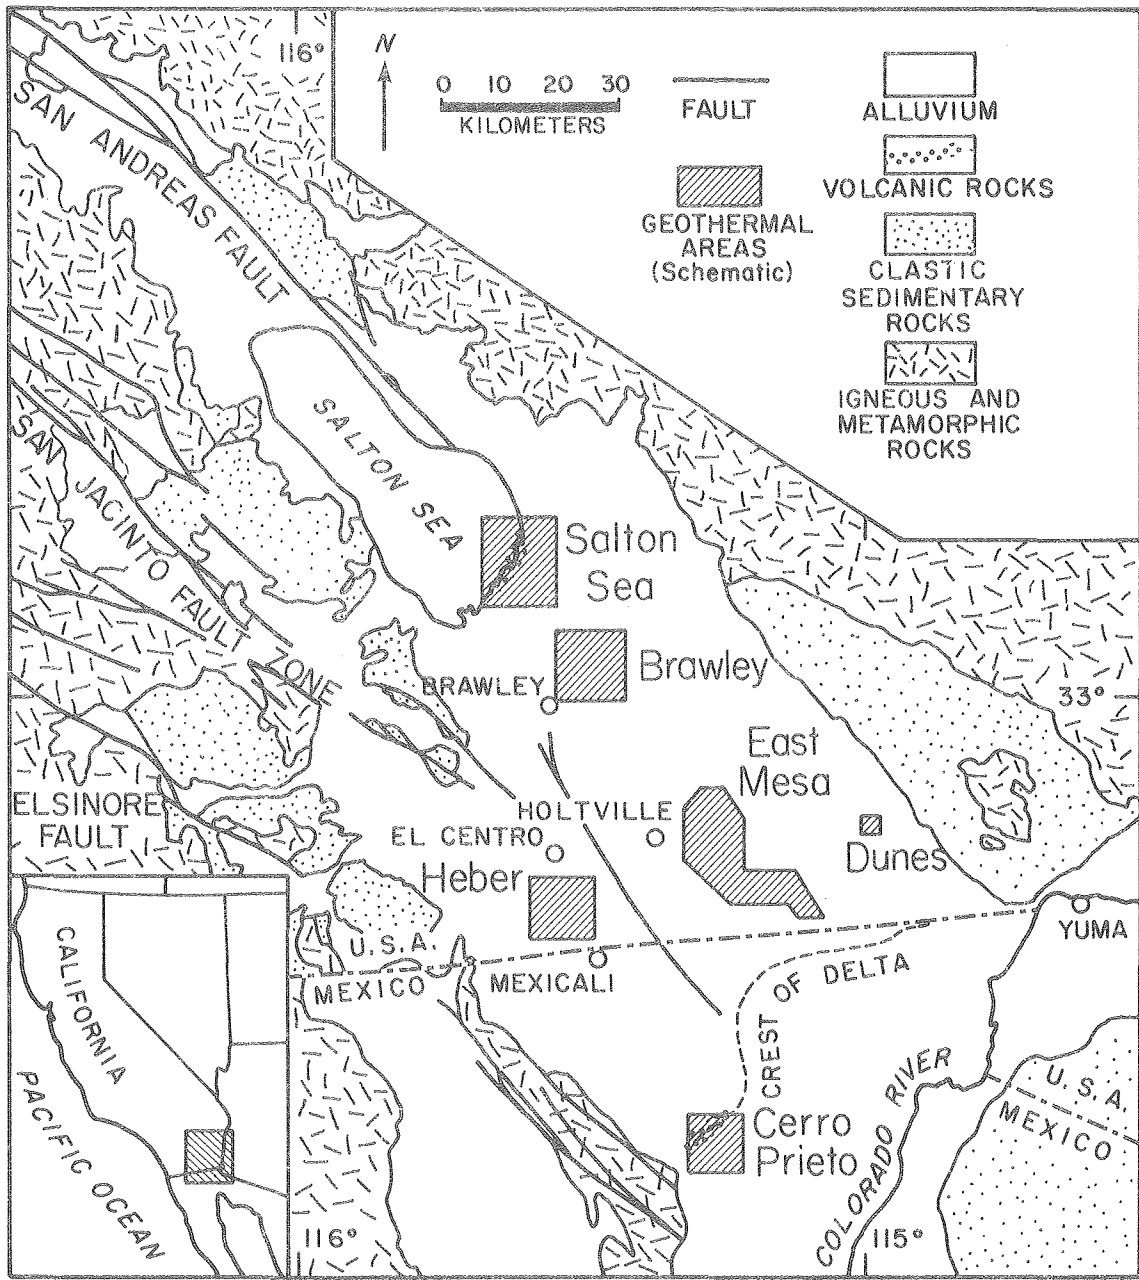 116°
N
0 10 20 30
KILOMETERS
FAULT
ALLUVIUM
VOLCANIC ROCKS
GEOTHERMAL
AREAS
(Schematic)
CLASTIC
SEDIMENTARY
ROCKS
IGNEOUS AND
METAMORPHIC
ROCKS
SAN ANDREAS FAULT
SALTON SEA
SAN JACINTO FAULT ZONE
Salton
Sea
Brawley
BRAWLEY
33°
East
Mesa
ELSINORE
FAULT
HOLTVILLE
EL CENTRO
Heber
Dunes
YUMA
U.S.A.
MEXICO
MEXICALI
CREST OF DELTA
CALIFORNIA
PACIFIC OCEAN
COLORADO RIVER
U.S.A.
MEXICO
Cerro
Prieto
116°
115°